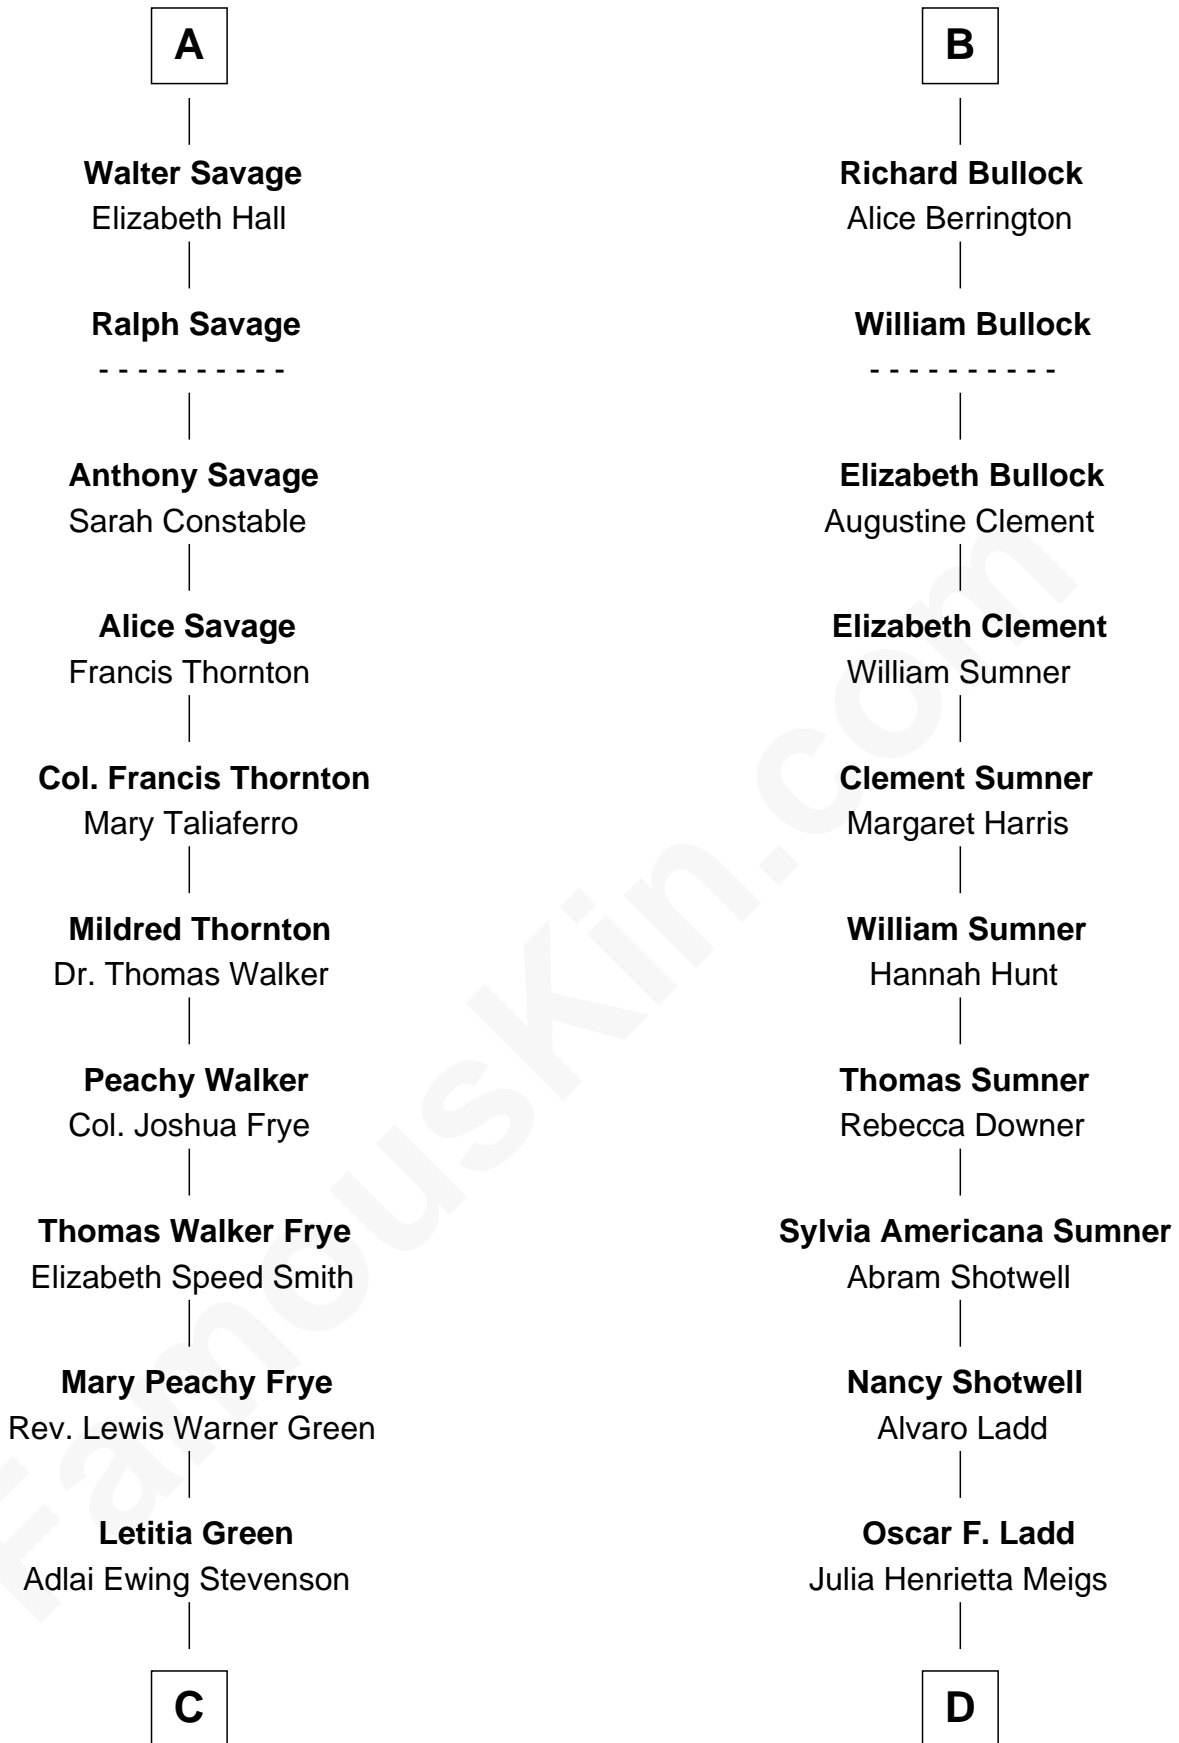 A
Walter Savage
Elizabeth Hall
Ralph Savage
- - - - - - - - - -
Anthony Savage
Sarah Constable
Alice Savage
Francis Thornton
Col. Francis Thornton
Mary Taliaferro
Mildred Thornton
Dr. Thomas Walker
Peachy Walker
Col. Joshua Frye
Thomas Walker Frye
Elizabeth Speed Smith
Mary Peachy Frye
Rev. Lewis Warner Green
Letitia Green
Adlai Ewing Stevenson
C
B
Richard Bullock
Alice Berrington
William Bullock
- - - - - - - - - -
Elizabeth Bullock
Augustine Clement
Elizabeth Clement
William Sumner
Clement Sumner
Margaret Harris
William Sumner
Hannah Hunt
Thomas Sumner
Rebecca Downer
Sylvia Americana Sumner
Abram Shotwell
Nancy Shotwell
Alvaro Ladd
Oscar F. Ladd
Julia Henrietta Meigs
D
FamousKin.com